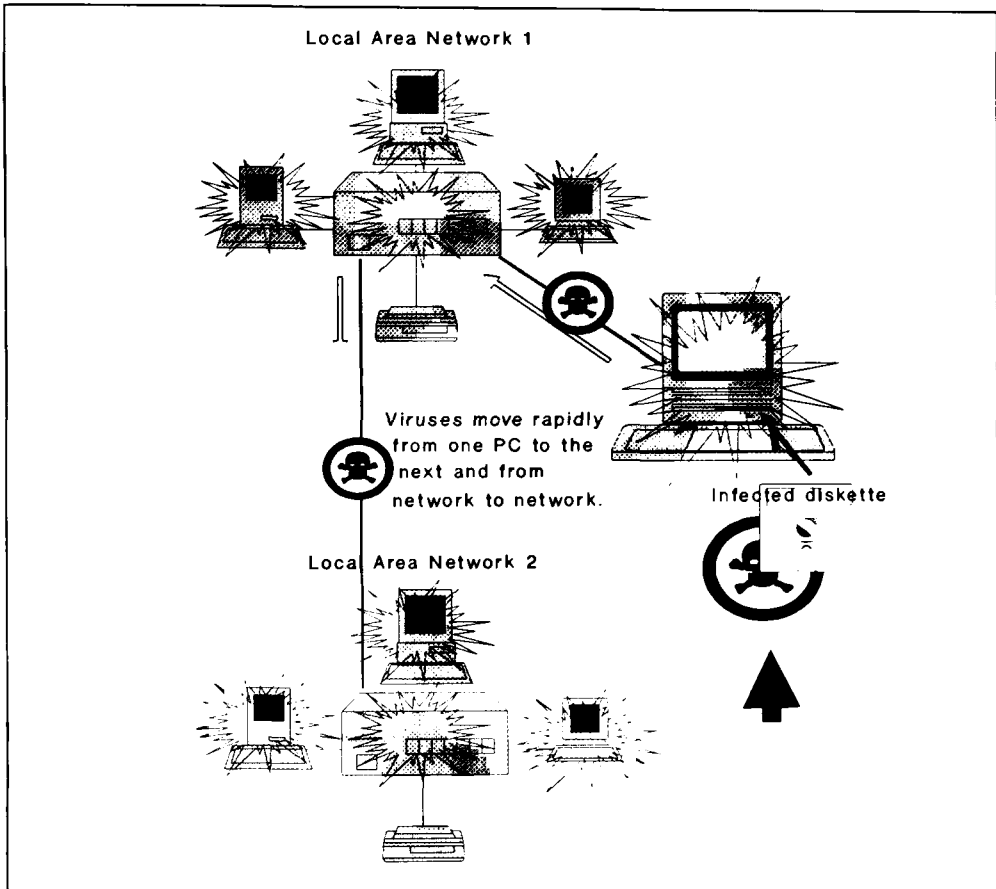 Local Area Network 1
Viruses move rapidly
from one PC to the
next and from
network to network.
Infected diskette
Local Area Network 2